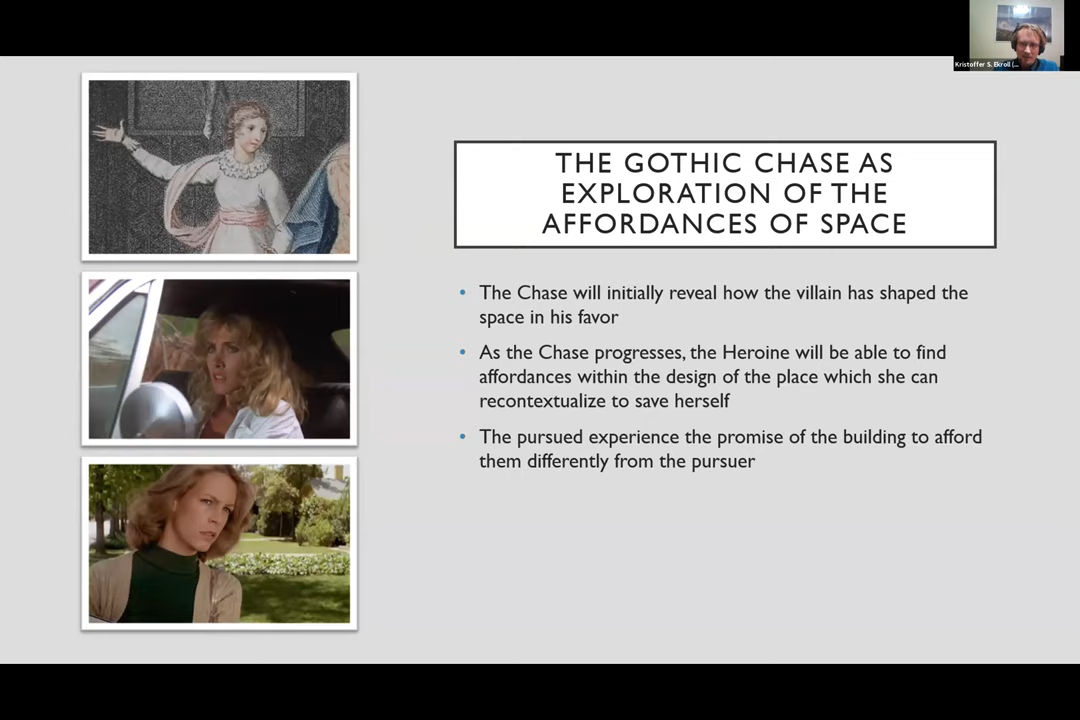 Kristoffer S. Ekroll (...
THE GOTHIC CHASE AS
EXPLORATION OF THE
AFFORDANCES OF SPACE
• The Chase will initially reveal how the villain has shaped the
space in his favor
• As the Chase progresses, the Heroine will be able to find
affordances within the design of the place which she can
recontextualize to save herself
• The pursued experience the promise of the building to afford
them differently from the pursuer